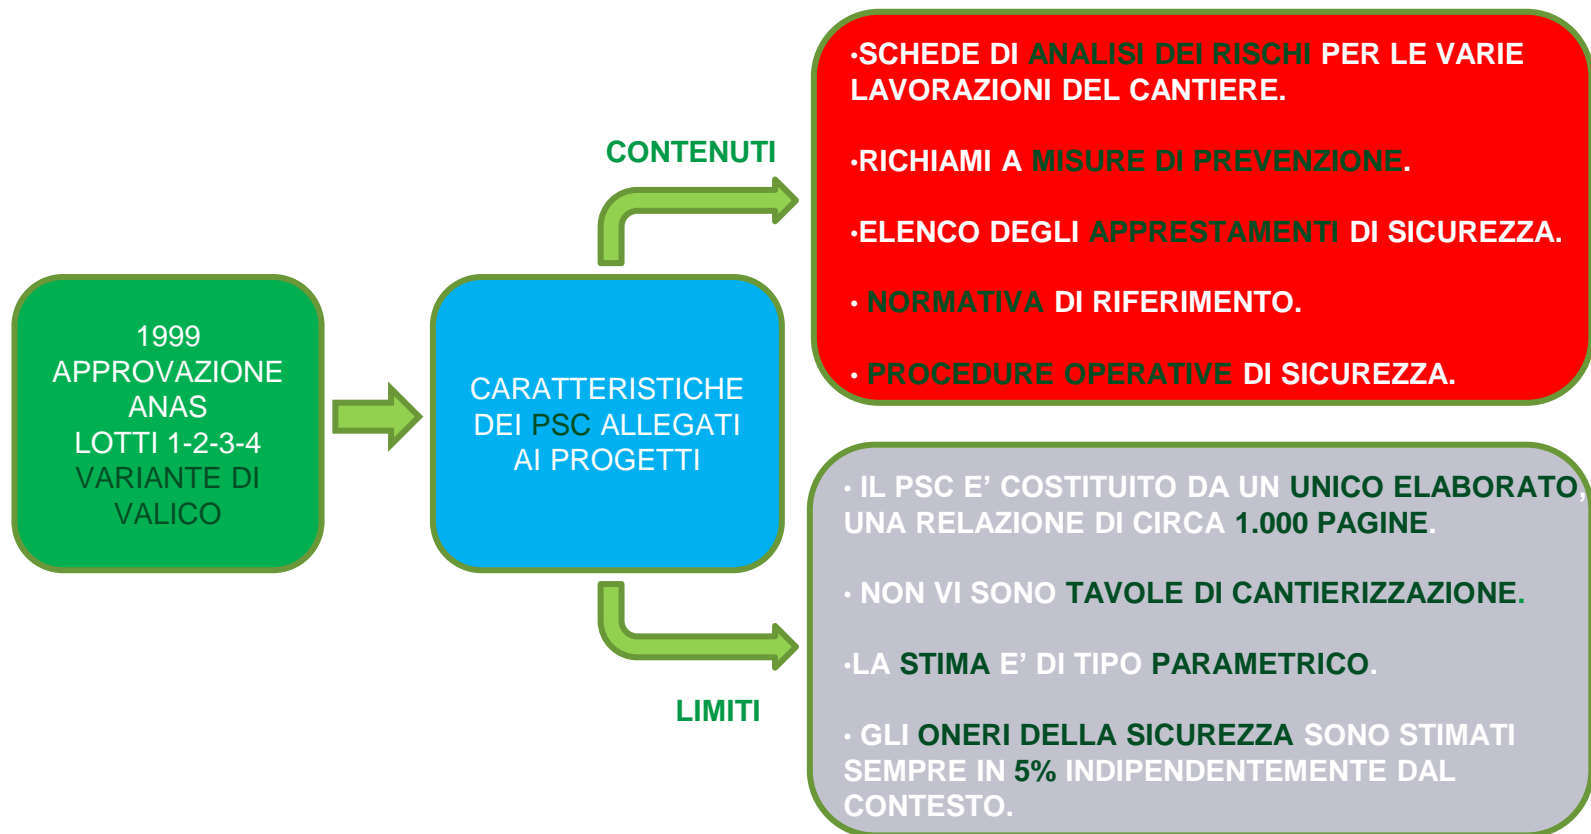 1999
APPROVAZIONE
ANAS
LOTTI 1-2-3-4
VARIANTE DI
VALICO
CARATTERISTICHE
DEI PSC ALLEGATI
AI PROGETTI
CONTENUTI
•SCHEDE DI ANALISI DEI RISCHI PER LE VARIE
LAVORAZIONI DEL CANTIERE.
•RICHIAMI A MISURE DI PREVENZIONE.
•ELENCO DEGLI APPRESTAMENTI DI SICUREZZA.
• NORMATIVA DI RIFERIMENTO.
• PROCEDURE OPERATIVE DI SICUREZZA.
LIMITI
• IL PSC E’ COSTITUITO DA UN UNICO ELABORATO,
UNA RELAZIONE DI CIRCA 1.000 PAGINE.
• NON VI SONO TAVOLE DI CANTIERIZZAZIONE.
•LA STIMA E’ DI TIPO PARAMETRICO.
• GLI ONERI DELLA SICUREZZA SONO STIMATI
SEMPRE IN 5% INDIPENDENTEMENTE DAL
CONTESTO.